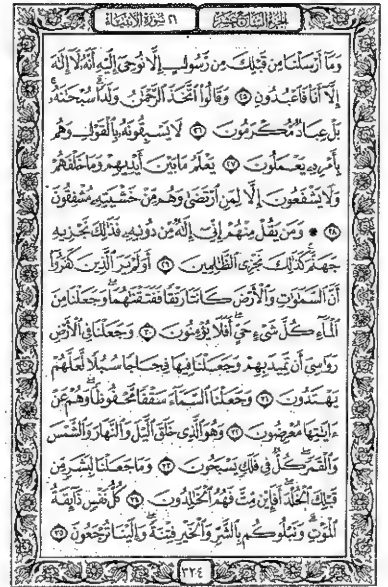 الجزء السابع عشر ٢١ سورة الأنبياء
وَمَآ أَرۡسَلۡنَا مِن قَبۡلِكَ مِن رَّسُولٍ إِلَّا نُوحِىٓ إِلَيۡهِ أَنَّهُۥ لَآ إِلَٰهَ
إِلَّآ أَنَا۠ فَٱعۡبُدُونِ ٢٥ وَقَالُواْ ٱتَّخَذَ ٱلرَّحۡمَٰنُ وَلَدٗاۗ سُبۡحَٰنَهُۥۚ
بَلۡ عِبَادٞ مُّكۡرَمُونَ ٢٦ لَا يَسۡبِقُونَهُۥ بِٱلۡقَوۡلِ وَهُم
بِأَمۡرِهِۦ يَعۡمَلُونَ ٢٧ يَعۡلَمُ مَا بَيۡنَ أَيۡدِيهِمۡ وَمَا خَلۡفَهُمۡ
وَلَا يَشۡفَعُونَ إِلَّا لِمَنِ ٱرۡتَضَىٰ وَهُم مِّنۡ خَشۡيَتِهِۦ مُشۡفِقُونَ
٢٨ * وَمَن يَقُلۡ مِنۡهُمۡ إِنِّىٓ إِلَٰهٞ مِّن دُونِهِۦ فَذَٰلِكَ نَجۡزِيهِ
جَهَنَّمَۚ كَذَٰلِكَ نَجۡزِى ٱلظَّٰلِمِينَ ٢٩ أَوَلَمۡ يَرَ ٱلَّذِينَ كَفَرُوٓاْ
أَنَّ ٱلسَّمَٰوَٰتِ وَٱلۡأَرۡضَ كَانَتَا رَتۡقٗا فَفَتَقۡنَٰهُمَاۖ وَجَعَلۡنَا مِنَ
ٱلۡمَآءِ كُلَّ شَىۡءٍ حَىٍّۖ أَفَلَا يُؤۡمِنُونَ ٣٠ وَجَعَلۡنَا فِى ٱلۡأَرۡضِ
رَوَٰسِىَ أَن تَمِيدَ بِهِمۡ وَجَعَلۡنَا فِيهَا فِجَاجٗا سُبُلٗا لَّعَلَّهُمۡ
يَهۡتَدُونَ ٣١ وَجَعَلۡنَا ٱلسَّمَآءَ سَقۡفٗا مَّحۡفُوظٗاۖ وَهُمۡ عَنۡ
ءَايَٰتِهَا مُعۡرِضُونَ ٣٢ وَهُوَ ٱلَّذِى خَلَقَ ٱلَّيۡلَ وَٱلنَّهَارَ وَٱلشَّمۡسَ
وَٱلۡقَمَرَۖ كُلّٞ فِى فَلَكٖ يَسۡبَحُونَ ٣٣ وَمَا جَعَلۡنَا لِبَشَرٖ مِّن
قَبۡلِكَ ٱلۡخُلۡدَۖ أَفَإِيْن مِّتَّ فَهُمُ ٱلۡخَٰلِدُونَ ٣٤ كُلُّ نَفۡسٖ ذَآئِقَةُ
ٱلۡمَوۡتِۗ وَنَبۡلُوكُم بِٱلشَّرِّ وَٱلۡخَيۡرِ فِتۡنَةٗۖ وَإِلَيۡنَا تُرۡجَعُونَ ٣٥
٣٢٤